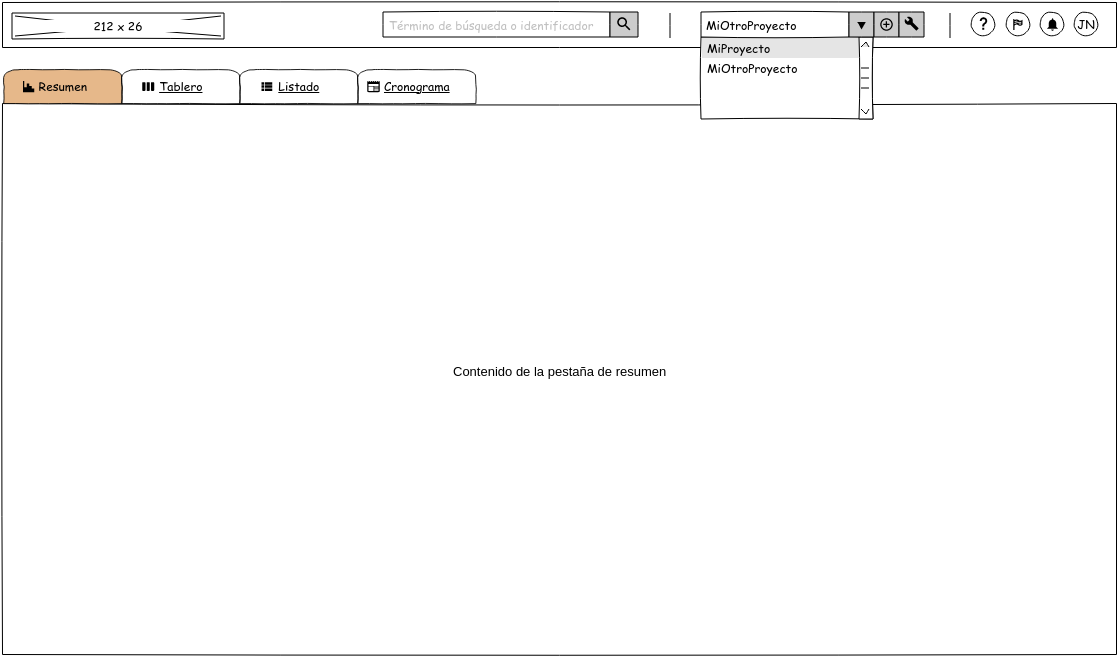 212 x 26
Término de búsqueda o identificador
MiOtroProyecto
? JN
MiProyecto
MiOtroProyecto
Resumen
Tablero
Listado
Cronograma
Contenido de la pestaña de resumen